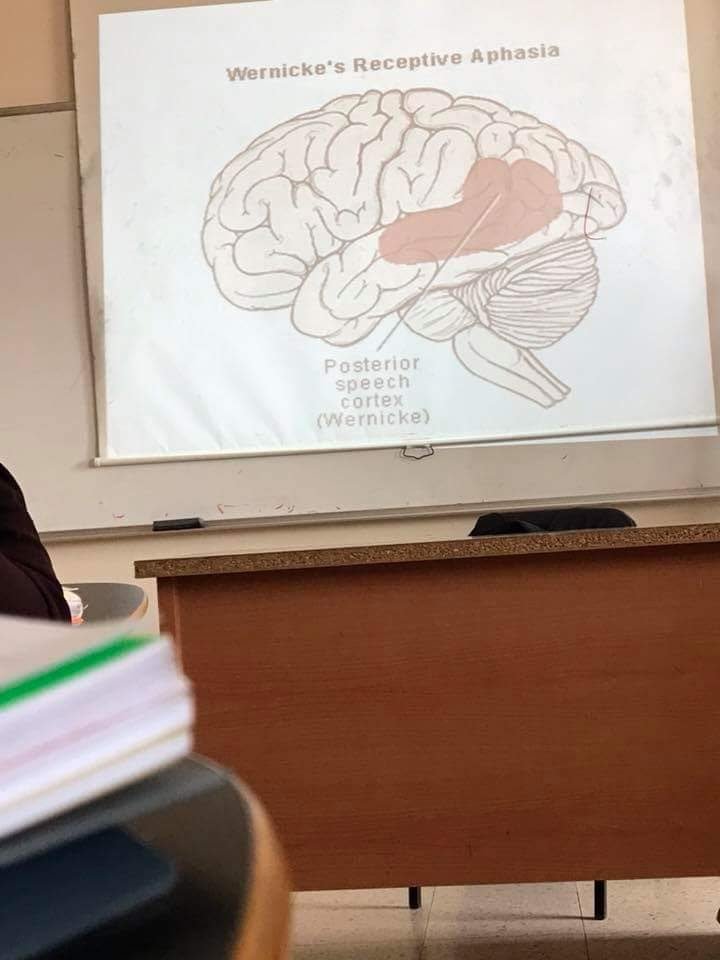 Wernicke's Receptive Aphasia
Posterior
speech
cortex
(Wernicke)